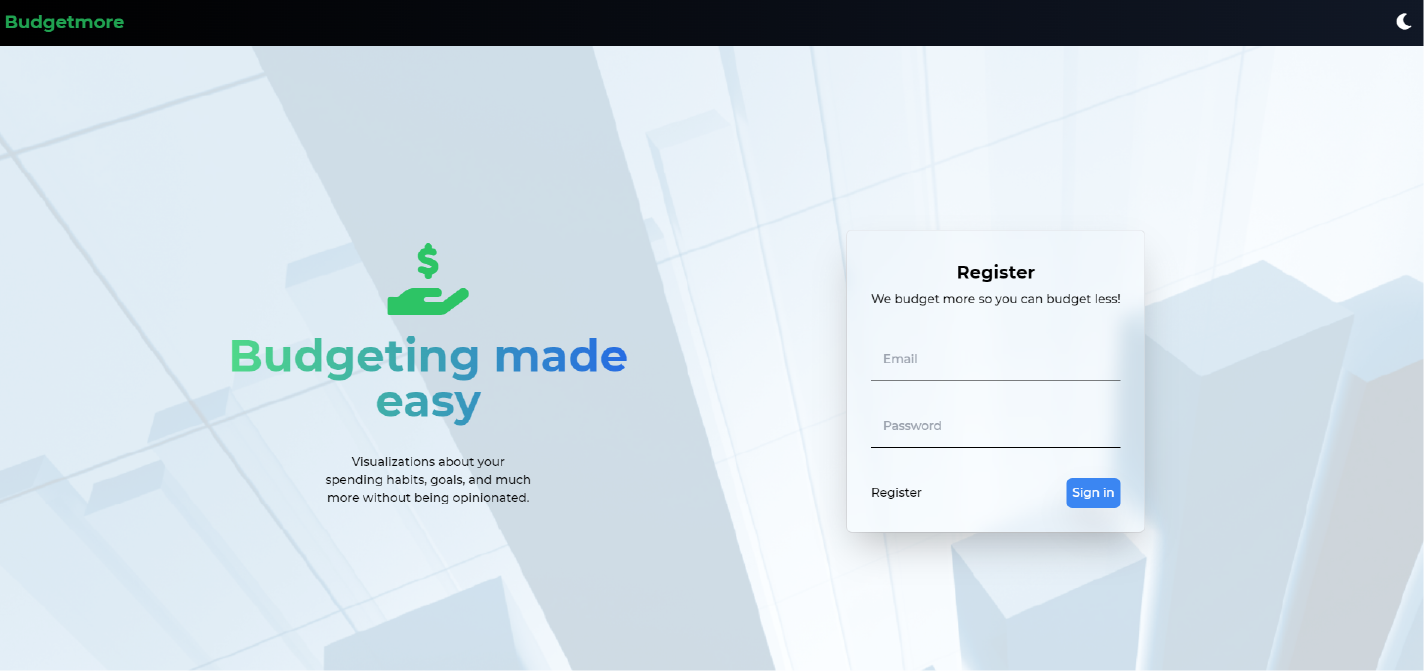 Budgetmore
$
Budgeting made
easy
Visualizations about your
spending habits, goals, and much
more without being opinionated.
Register
We budget more so you can budget less!
Email
Password
Register
Sign in